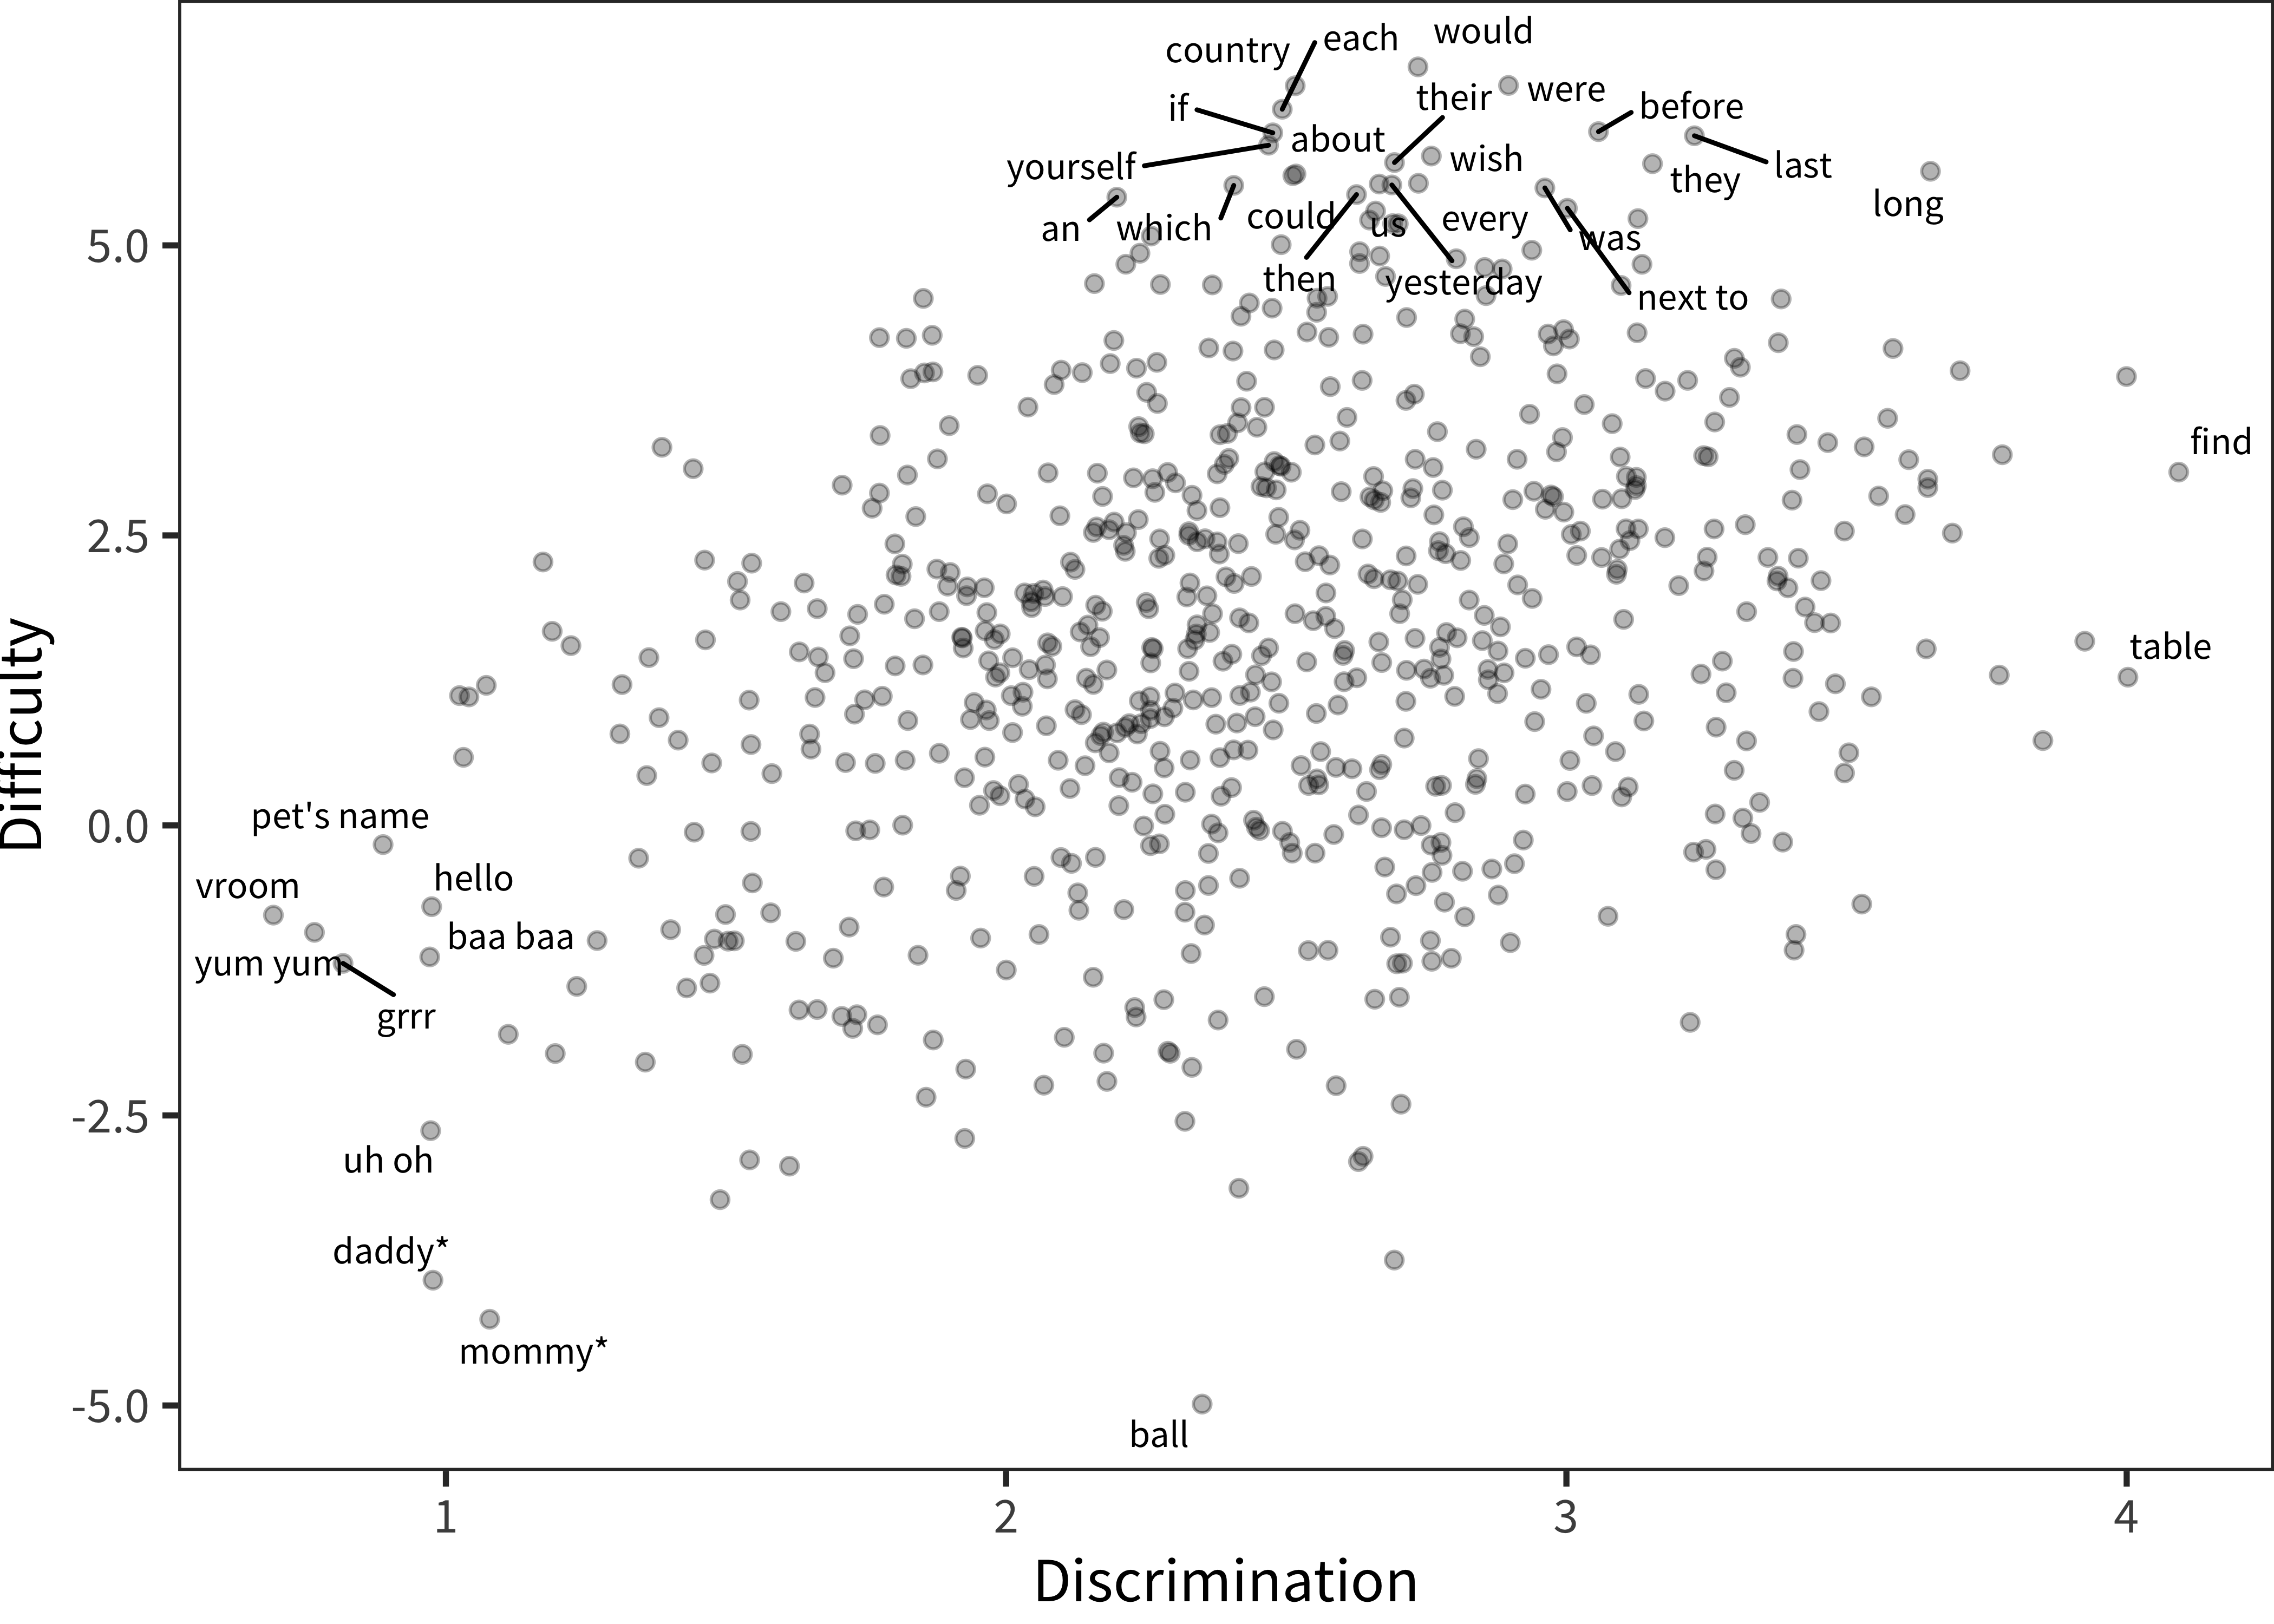 country
each
would
were
if
their
before
about
yourself
wish
last
they
long
an
which
could
us
every
was
then
yesterday
next to
find
table
pet's name
vroom
hello
baa baa
yum yum
grrr
uh oh
daddy*
mommy*
ball
5.0
2.5
0.0
-2.5
-5.0
Difficulty
1
2
3
4
Discrimination